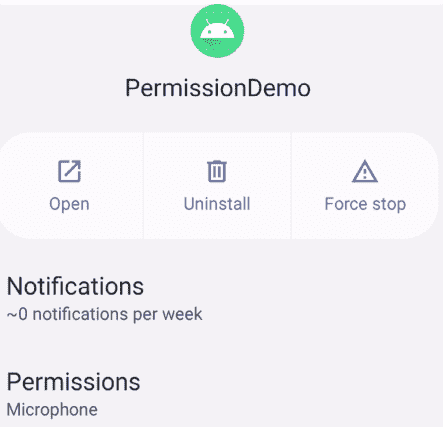 PermissionDemo
Open
Uninstall
Force stop
Notifications
~0 notifications per week
Permissions
Microphone